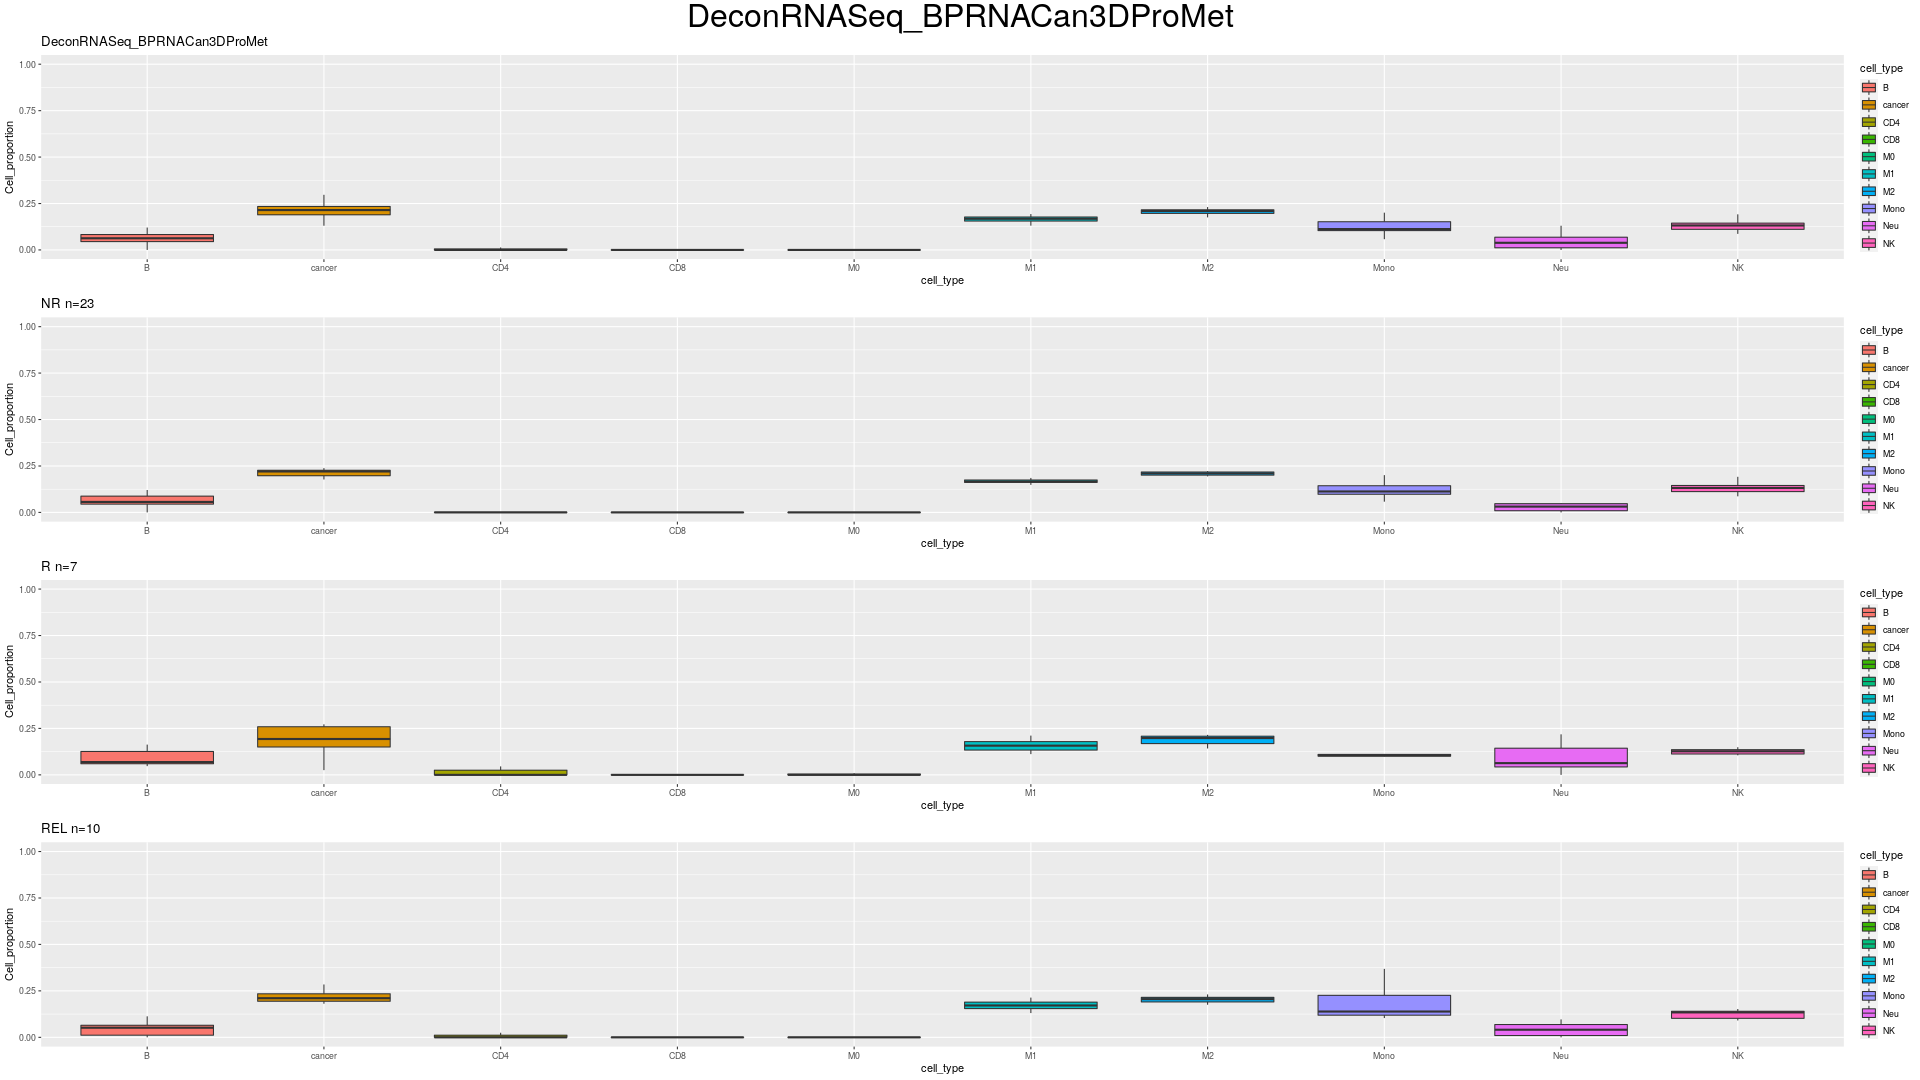 DeconRNASeq_BPRNACan3DProMet
DeconRNASeq_BPRNACan3DProMet
Cell_proportion
1.00
0.75
0.50
0.25
0.00
B cancer CD4 CD8 M0 M1 M2 Mono Neu NK
cell_type
cell_type
B
cancer
CD4
CD8
M0
M1
M2
Mono
Neu
NK
NR n=23
Cell_proportion
1.00
0.75
0.50
0.25
0.00
B cancer CD4 CD8 M0 M1 M2 Mono Neu NK
cell_type
cell_type
B
cancer
CD4
CD8
M0
M1
M2
Mono
Neu
NK
R n=7
Cell_proportion
1.00
0.75
0.50
0.25
0.00
B cancer CD4 CD8 M0 M1 M2 Mono Neu NK
cell_type
cell_type
B
cancer
CD4
CD8
M0
M1
M2
Mono
Neu
NK
REL n=10
Cell_proportion
1.00
0.75
0.50
0.25
0.00
B cancer CD4 CD8 M0 M1 M2 Mono Neu NK
cell_type
cell_type
B
cancer
CD4
CD8
M0
M1
M2
Mono
Neu
NK